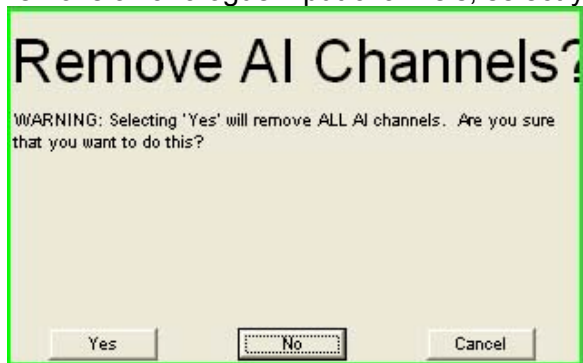 Remove AI Channels?
WARNING: Selecting 'Yes' will remove ALL AI channels. Are you sure
that you want to do this?
Yes No Cancel